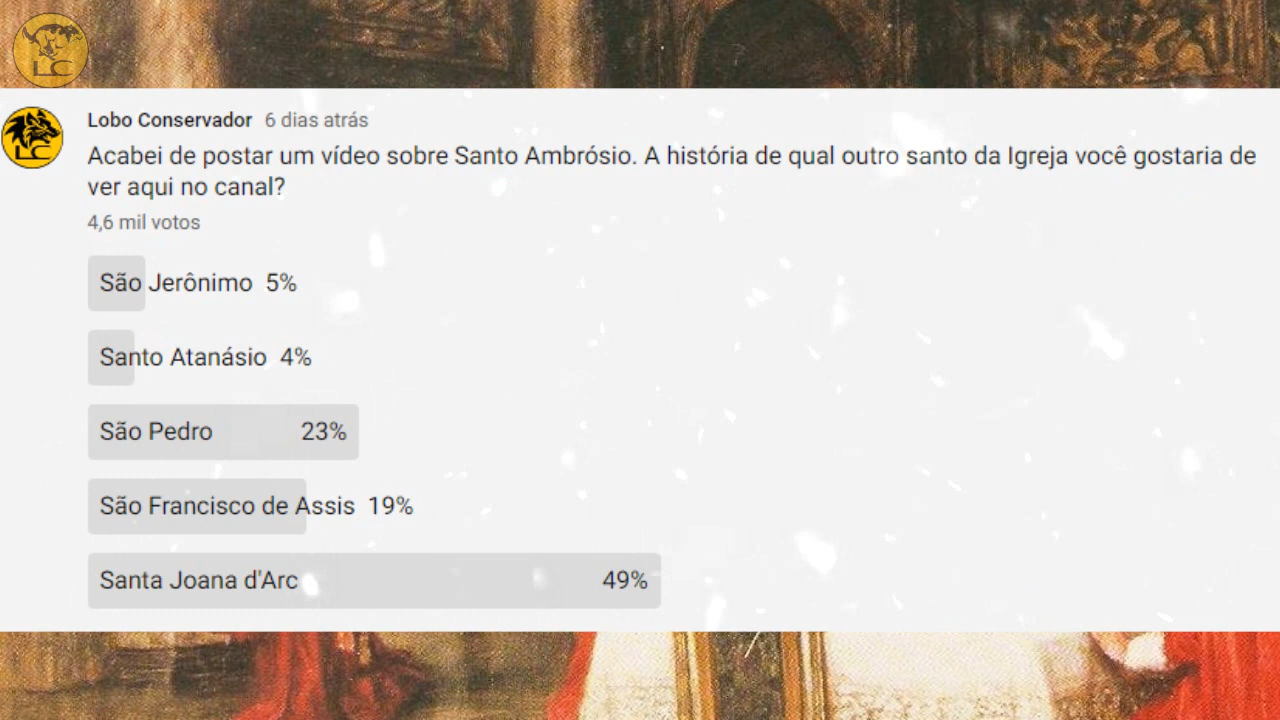 LC
LC
Lobo Conservador 6 dias atrás
Acabei de postar um vídeo sobre Santo Ambrósio. A história de qual outro santo da Igreja você gostaria de
ver aqui no canal?
4,6 mil votos
São Jerônimo 5%
Santo Atanásio 4%
São Pedro 23%
São Francisco de Assis 19%
Santa Joana d'Arc 49%